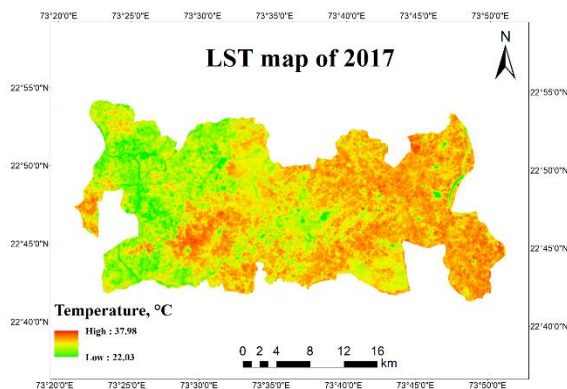 73°20'0"E 73°25'0"E 73°30'0"E 73°35'0"E 73°40'0"E 73°45'0"E 73°50'0"E
LST map of 2017
N
22°55'0"N 22°55'0"N
22°50'0"N 22°50'0"N
22°45'0"N 22°45'0"N
22°40'0"N 22°40'0"N
Temperature, °C
High : 37.98
Low : 22.03
0 2 4 8 12 16
km
73°20'0"E 73°25'0"E 73°30'0"E 73°35'0"E 73°40'0"E 73°45'0"E 73°50'0"E